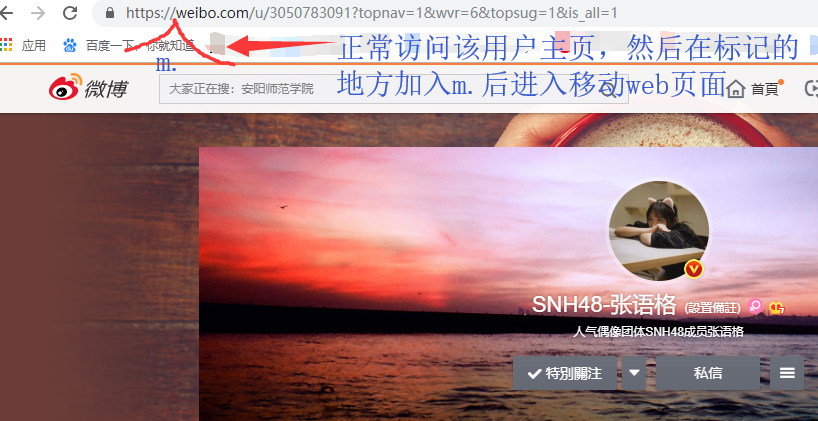 https://weibo.com/u/3050783091?topnav=1&wvr=6&topsug=1&is_all=1
应用 百度一下，你就知道
m.
正常访问该用户主页，然后在标记的
地方加入m.后进入移动web页面
微博
大家正在搜：安阳师范学院
首頁
SNH48-张语格 (設置備註)
人气偶像团体SNH48成员张语格
特別關注
私信